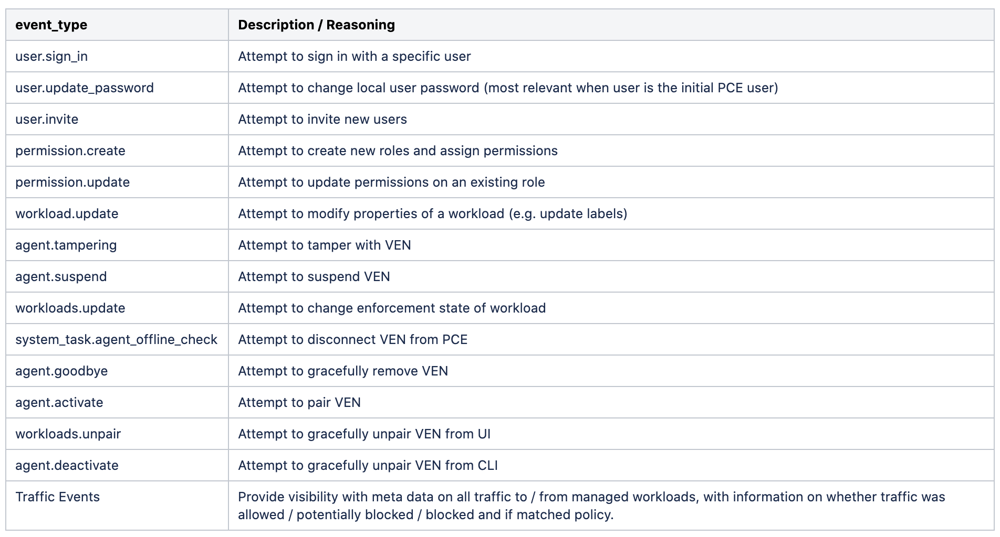 event_type
Description / Reasoning
user.sign_in
Attempt to sign in with a specific user
user.update_password
Attempt to change local user password (most relevant when user is the initial PCE user)
user.invite
Attempt to invite new users
permission.create
Attempt to create new roles and assign permissions
permission.update
Attempt to update permissions on an existing role
workload.update
Attempt to modify properties of a workload (e.g. update labels)
agent.tampering
Attempt to tamper with VEN
agent.suspend
Attempt to suspend VEN
workloads.update
Attempt to change enforcement state of workload
system_task.agent_offline_check
Attempt to disconnect VEN from PCE
agent.goodbye
Attempt to gracefully remove VEN
agent.activate
Attempt to pair VEN
workloads.unpair
Attempt to gracefully unpair VEN from UI
agent.deactivate
Attempt to gracefully unpair VEN from CLI
Traffic Events
Provide visibility with meta data on all traffic to / from managed workloads, with information on whether traffic was
allowed / potentially blocked / blocked and if matched policy.